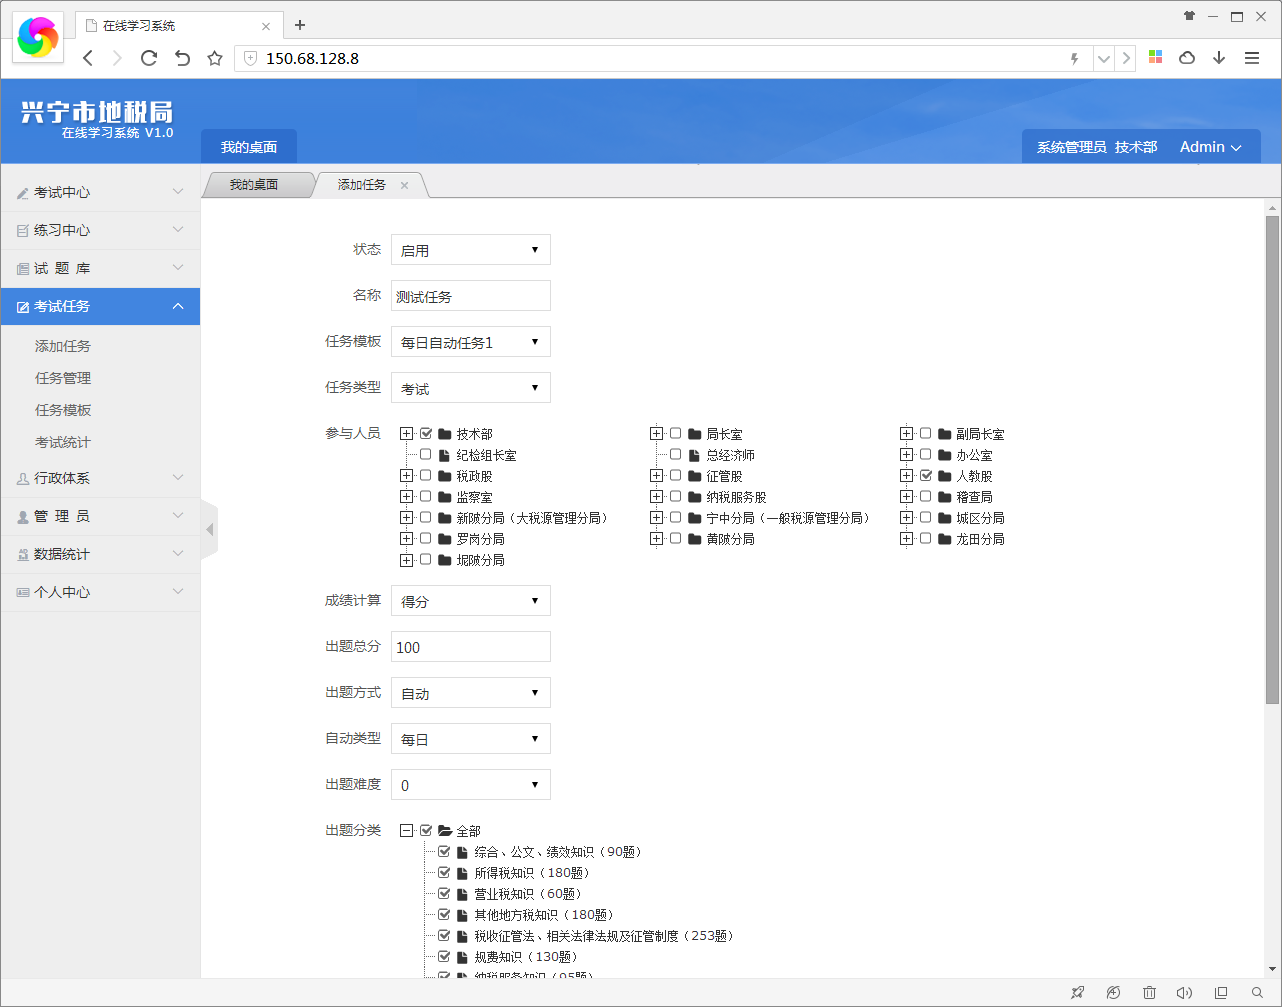 在线学习系统
150.68.128.8
兴宁市地税局
在线学习系统 V1.0
我的桌面
系统管理员 技术部 Admin
我的桌面 添加任务
考试中心
练习中心
试 题 库
考试任务
添加任务
任务管理
任务模板
考试统计
行政体系
管 理 员
数据统计
个人中心
状态 启用
名称 测试任务
任务模板 每日自动任务1
任务类型 考试
参与人员 技术部 局长室 副局长室
纪检组长室 总经济师 办公室
税政股 征管股 人教股
监察室 纳税服务股 稽查局
新陂分局（大税源管理分局） 宁中分局（一般税源管理分局） 城区分局
罗岗分局 黄陂分局 龙田分局
坭陂分局
成绩计算 得分
出题总分 100
出题方式 自动
自动类型 每日
出题难度 0
出题分类 全部
综合、公文、绩效知识（90题）
所得税知识（180题）
营业税知识（60题）
其他地方税知识（180题）
税收征管法、相关法律法规及征管制度（253题）
规费知识（130题）
纳税服务知识（95题）